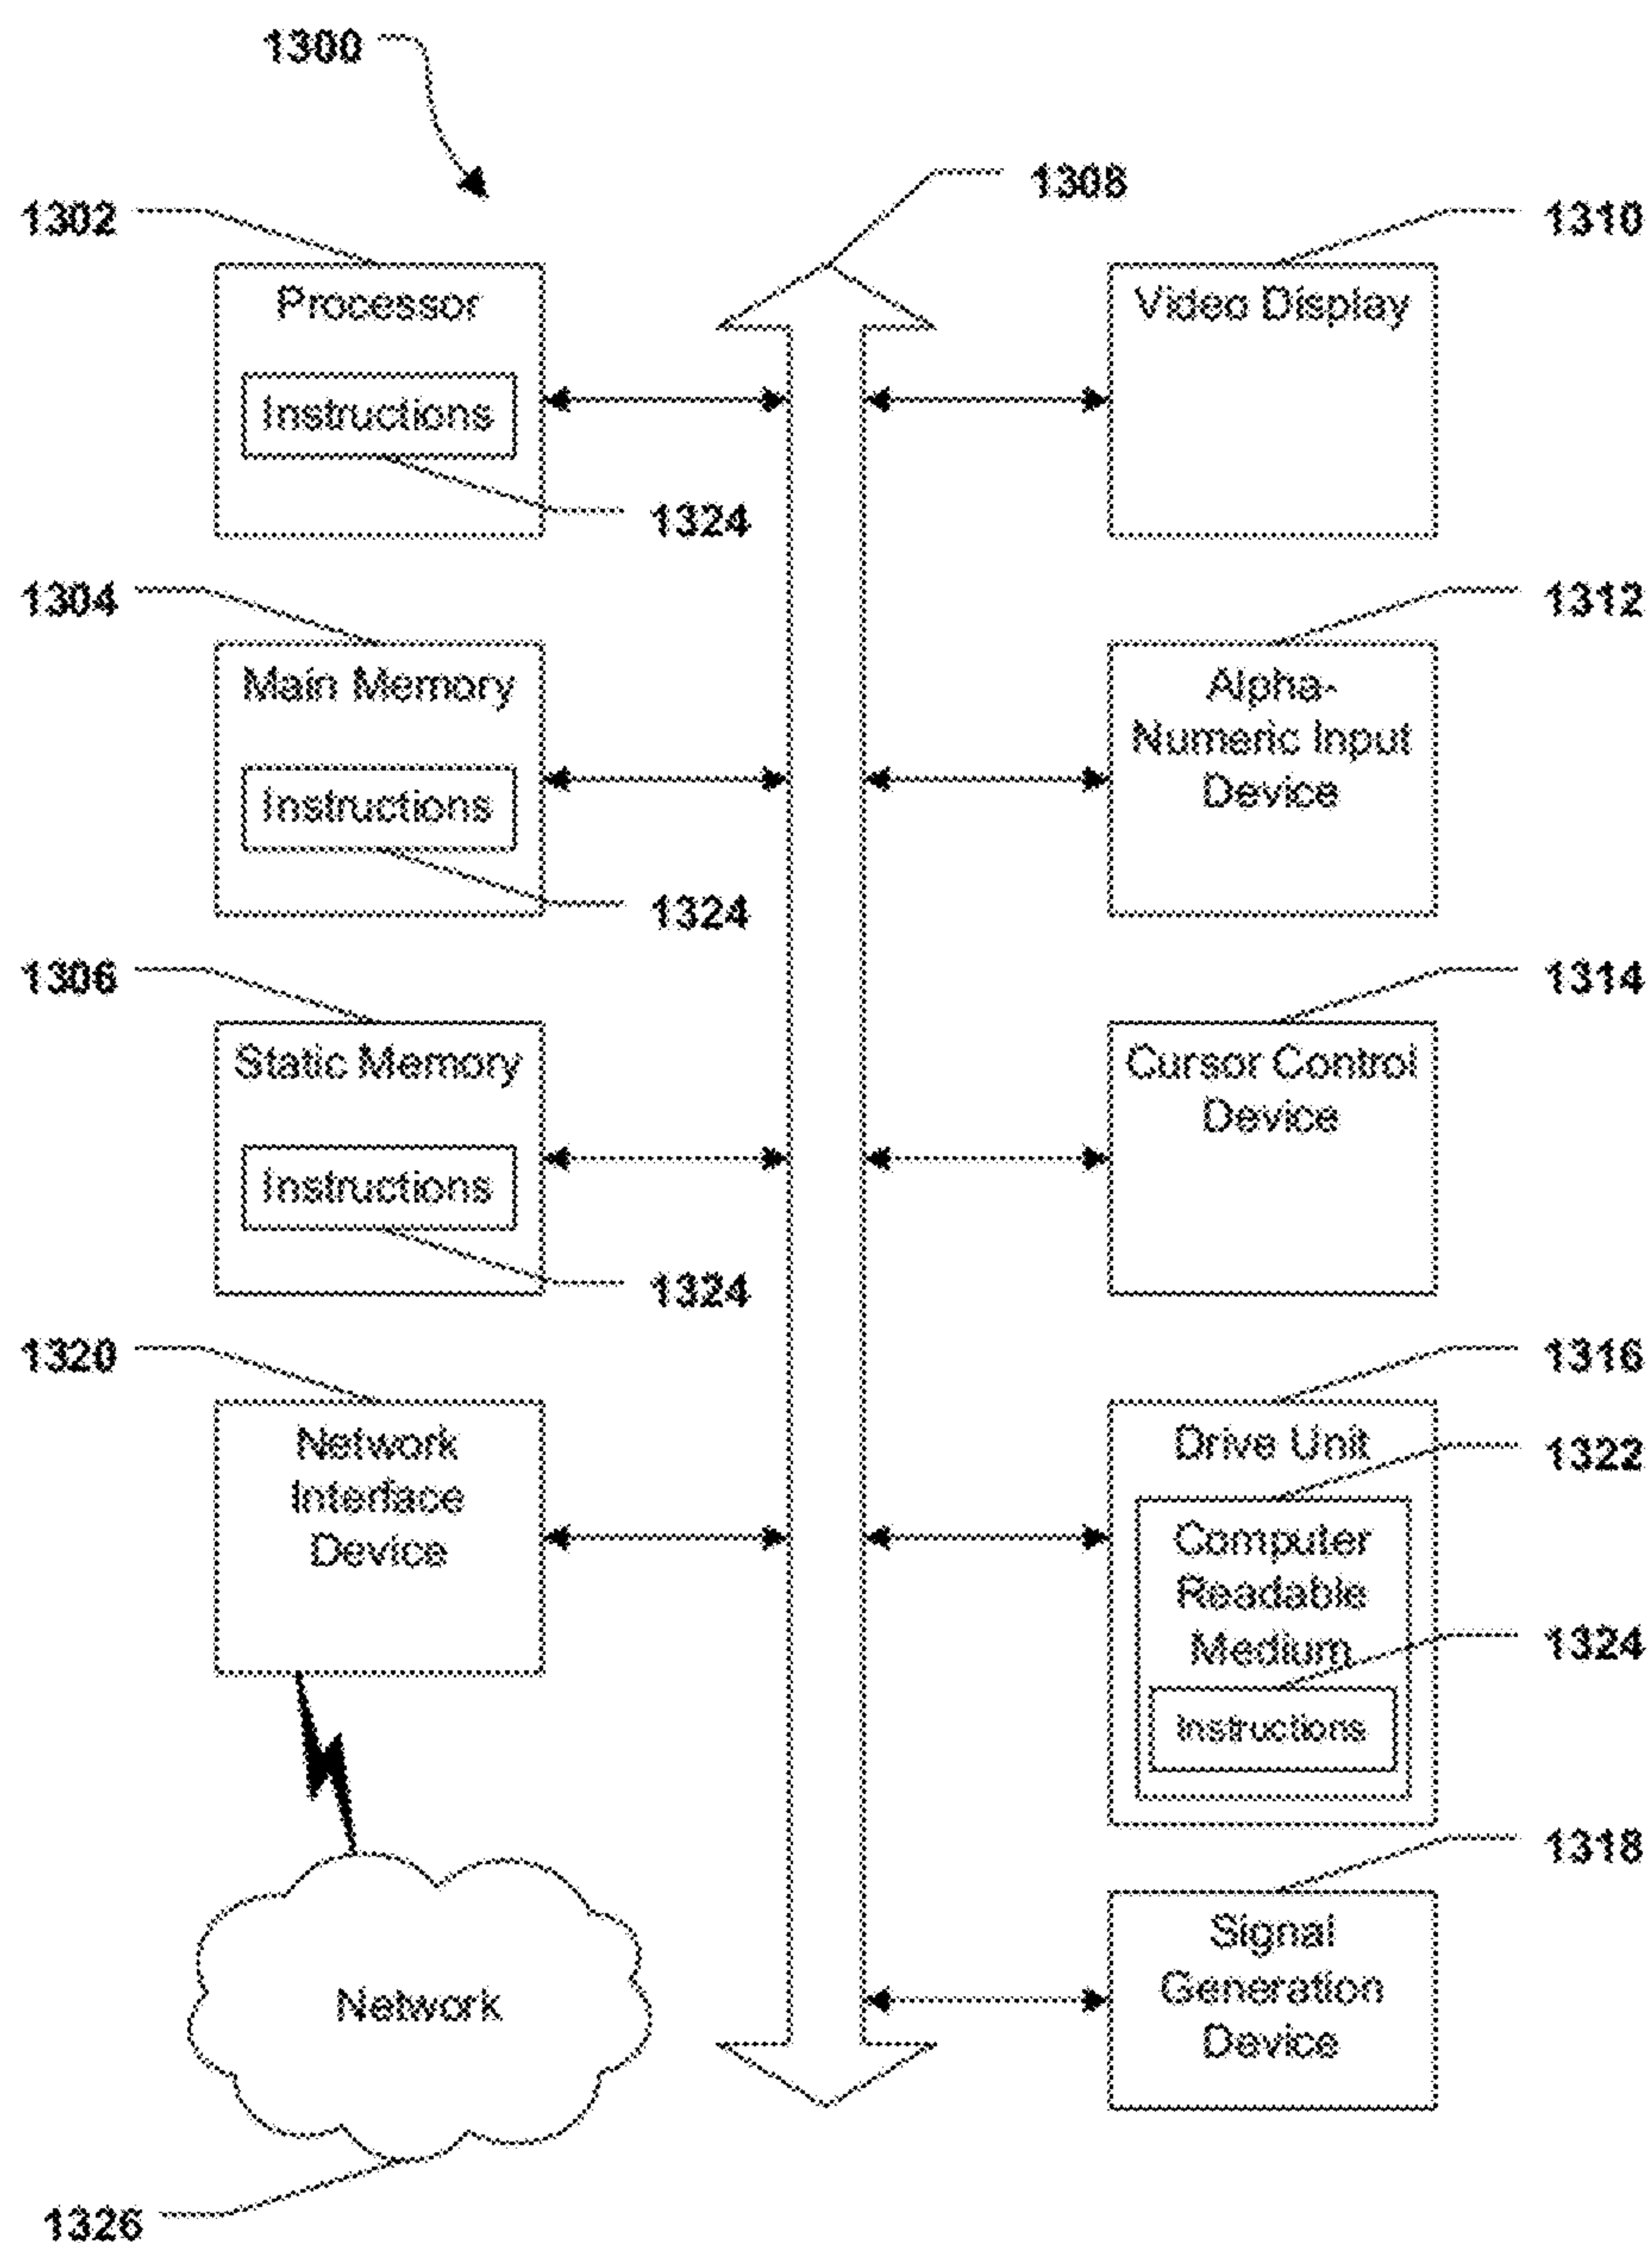 1300
1308
1302
Processor
Instructions
1324
1310
Video Display
1304
Main Memory
Instructions
1324
1312
Alpha-
Numeric Input
Device
1306
Static Memory
Instructions
1324
1314
Cursor Control
Device
1320
Network
Interface
Device
1316
Drive Unit
1322
Computer
Readable
Medium
1324
Instructions
1318
Signal
Generation
Device
Network
1326